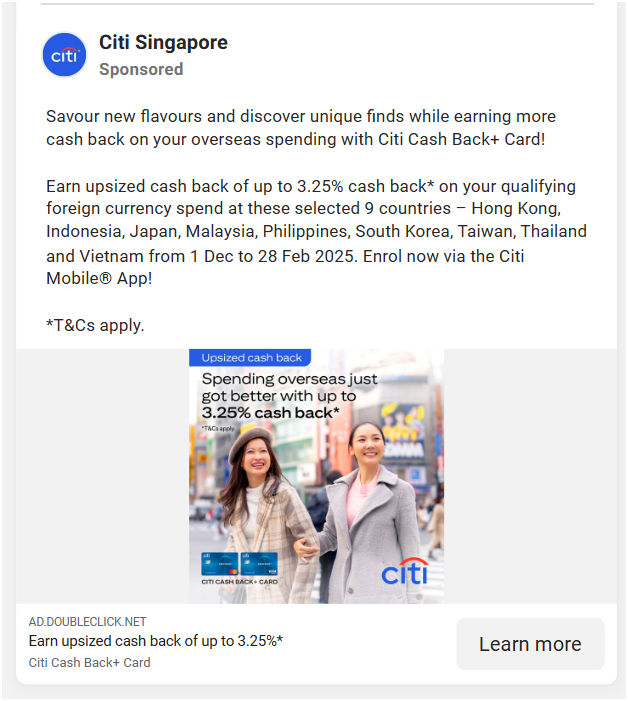 citi
Citi Singapore
Sponsored
Savour new flavours and discover unique finds while earning more
cash back on your overseas spending with Citi Cash Back+ Card!
Earn upsized cash back of up to 3.25% cash back* on your qualifying
foreign currency spend at these selected 9 countries – Hong Kong,
Indonesia, Japan, Malaysia, Philippines, South Korea, Taiwan, Thailand
and Vietnam from 1 Dec to 28 Feb 2025. Enrol now via the Citi
Mobile® App!
*T&Cs apply.
Upsized cash back
Spending overseas just
got better with up to
3.25% cash back*
*T&Cs apply
CITI CASH BACK+ CARD
citi
AD.DOUBLECLICK.NET
Earn upsized cash back of up to 3.25%*
Citi Cash Back+ Card
Learn more